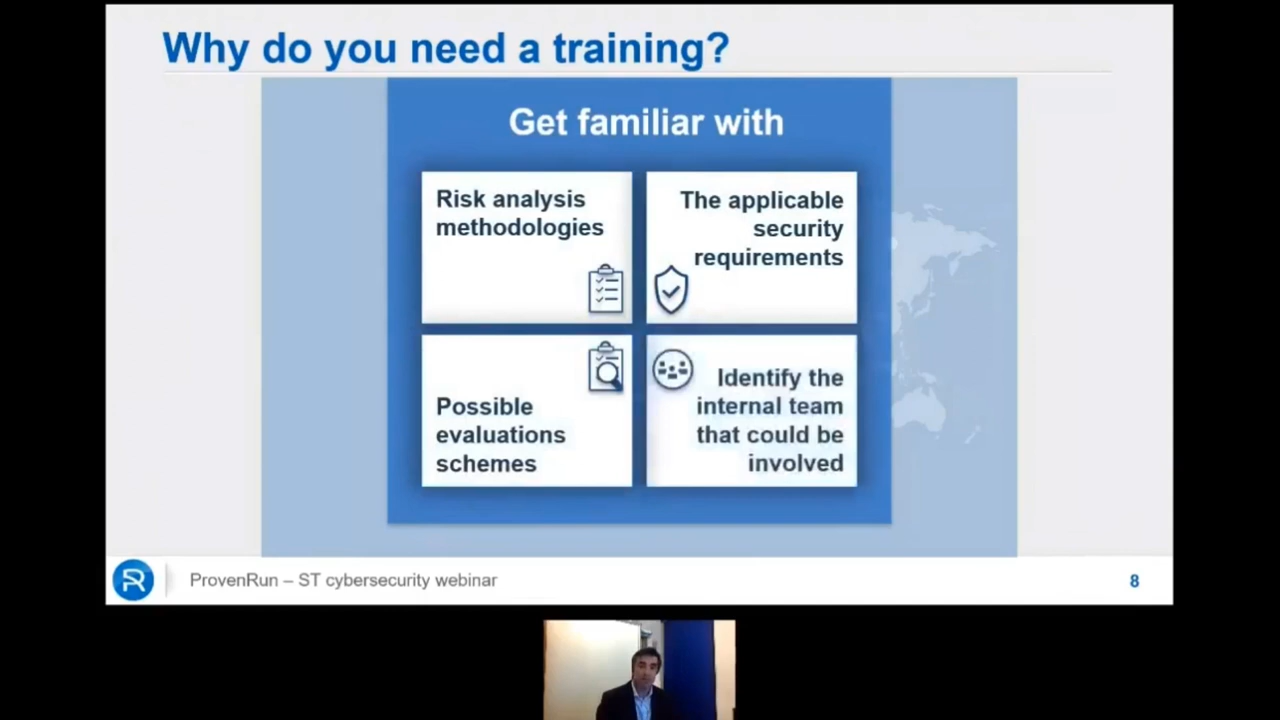 Why do you need a training?
Get familiar with
Risk analysis
methodologies
The applicable
security
requirements
Possible
evaluations
schemes
Identify the
internal team
that could be
involved
ProvenRun – ST cybersecurity webinar
8